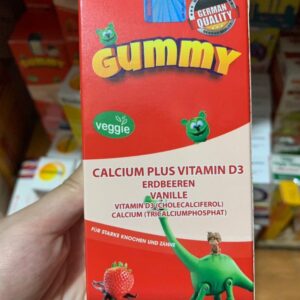 GERMAN
QUALITY
GUMMY
veggie
CALCIUM PLUS VITAMIN D3
ERDBEEREN
VANILLE
VITAMIN D3 (CHOLECALCIFEROL)
CALCIUM (TRICALCIUMPHOSPHAT)
FÜR STARKE KNOCHEN UND ZÄHNE